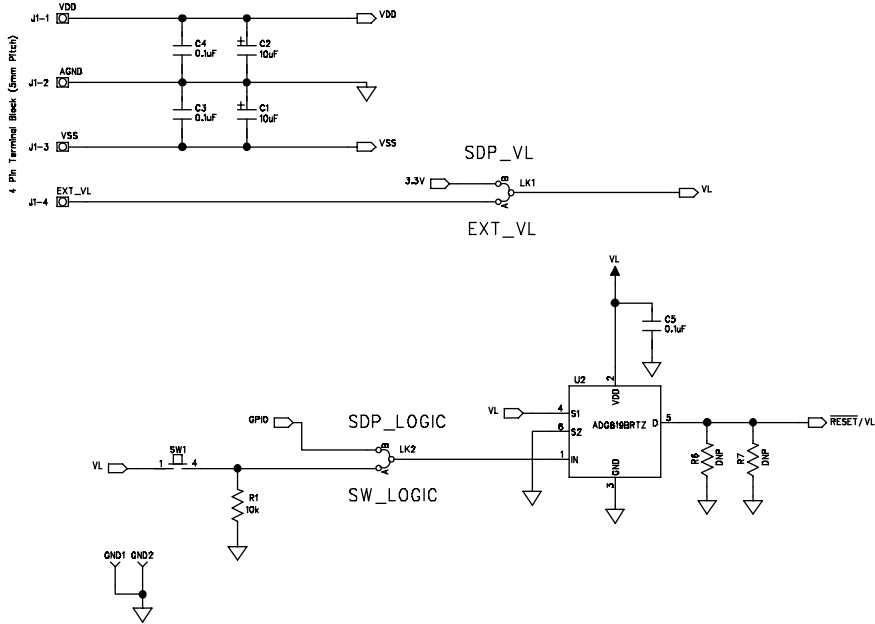 4 Pin Terminal Block (5mm Pitch)
J1-1 VDD VDD
C4 0.1uF
C2 10uF
+
J1-2 AGND
C3 0.1uF
C1 10uF
+
J1-3 VSS VSS
SDP_VL
3.3V B LK1 VL
J1-4 EXT_VL A
EXT_VL
VL
C5
0.1uF
U2 2
VDD
VL 4 S1 ADG819BRTZ D 5 RESET/VL
6 S2
GPIO SDP_LOGIC
B LK2 1 IN
GND
3
R6 DNP
R7 DNP
SW1
VL 1 4 A
SW_LOGIC
R1
10k
GND1 GND2